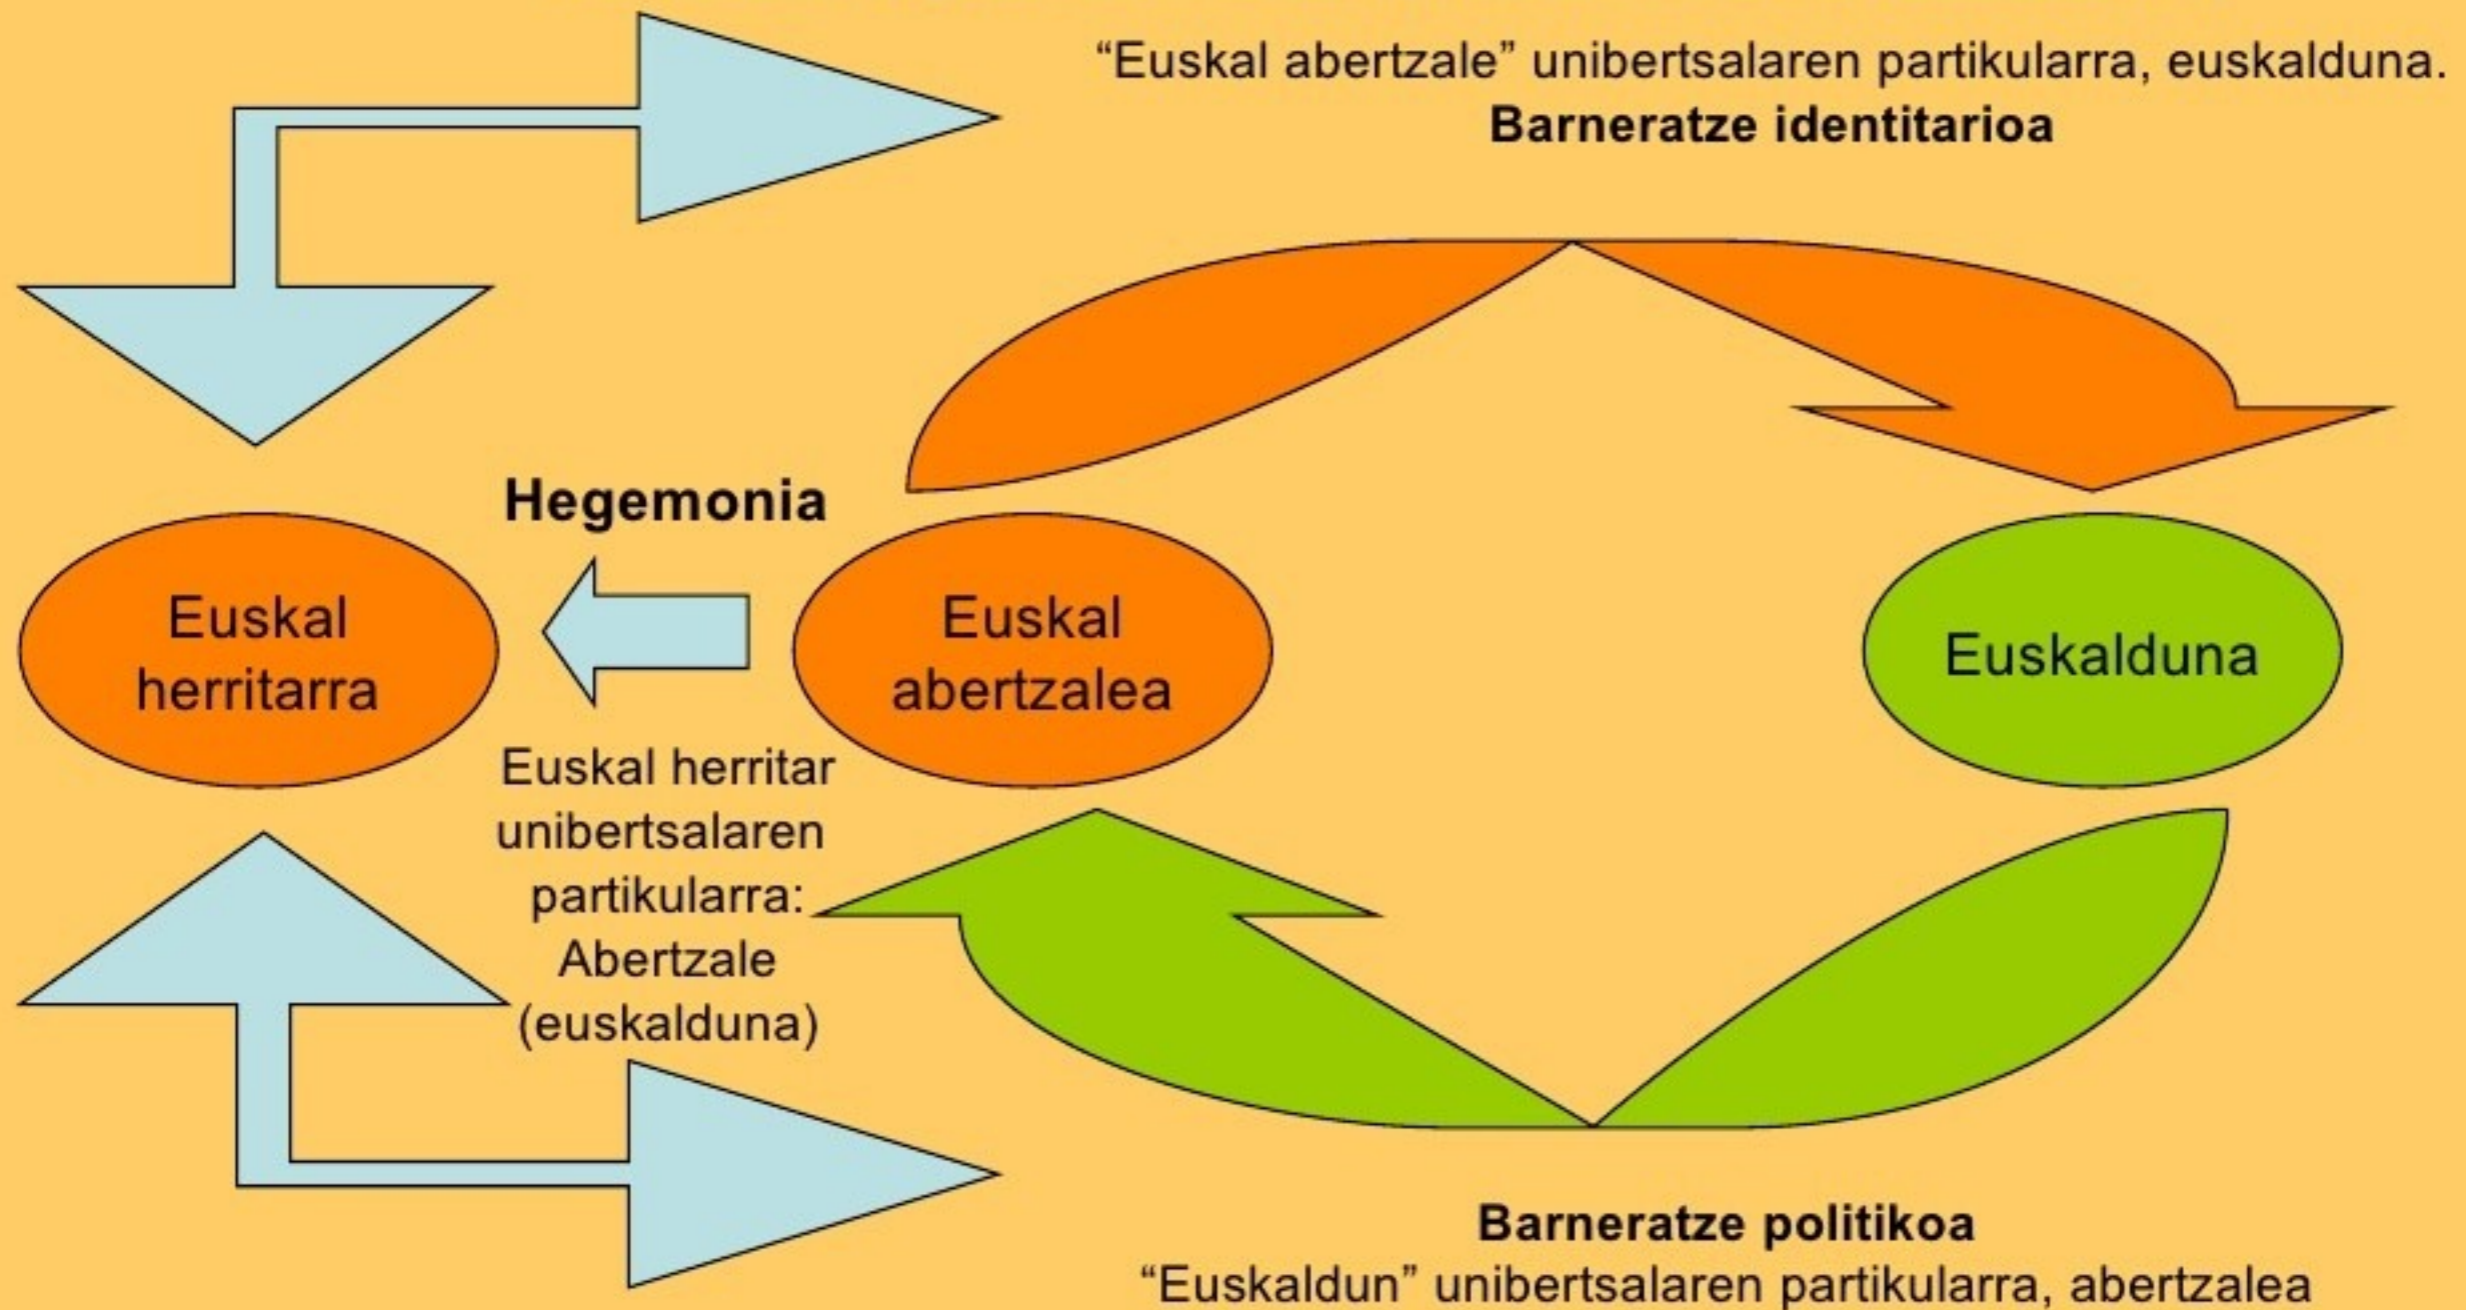 “Euskal abertzale” unibertsalaren partikularra, euskalduna.
Barneratze identitarioa
Hegemonia
Euskal
herritarra
Euskal
abertzalea
Euskalduna
Euskal herritar
unibertsalaren
partikularra:
Abertzale
(euskalduna)
Barneratze politikoa
“Euskaldun” unibertsalaren partikularra, abertzalea